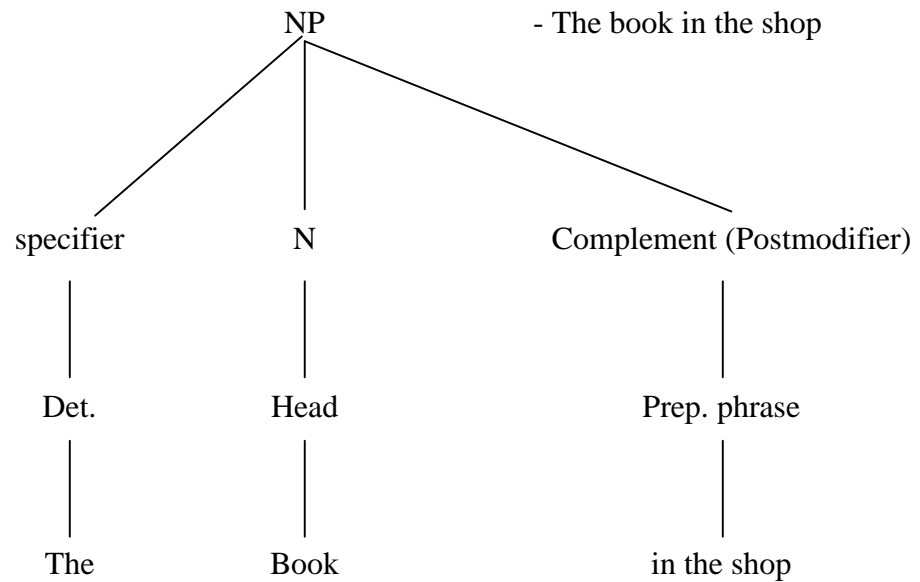 NP - The book in the shop
specifier N Complement (Postmodifier)
Det. Head Prep. phrase
The Book in the shop